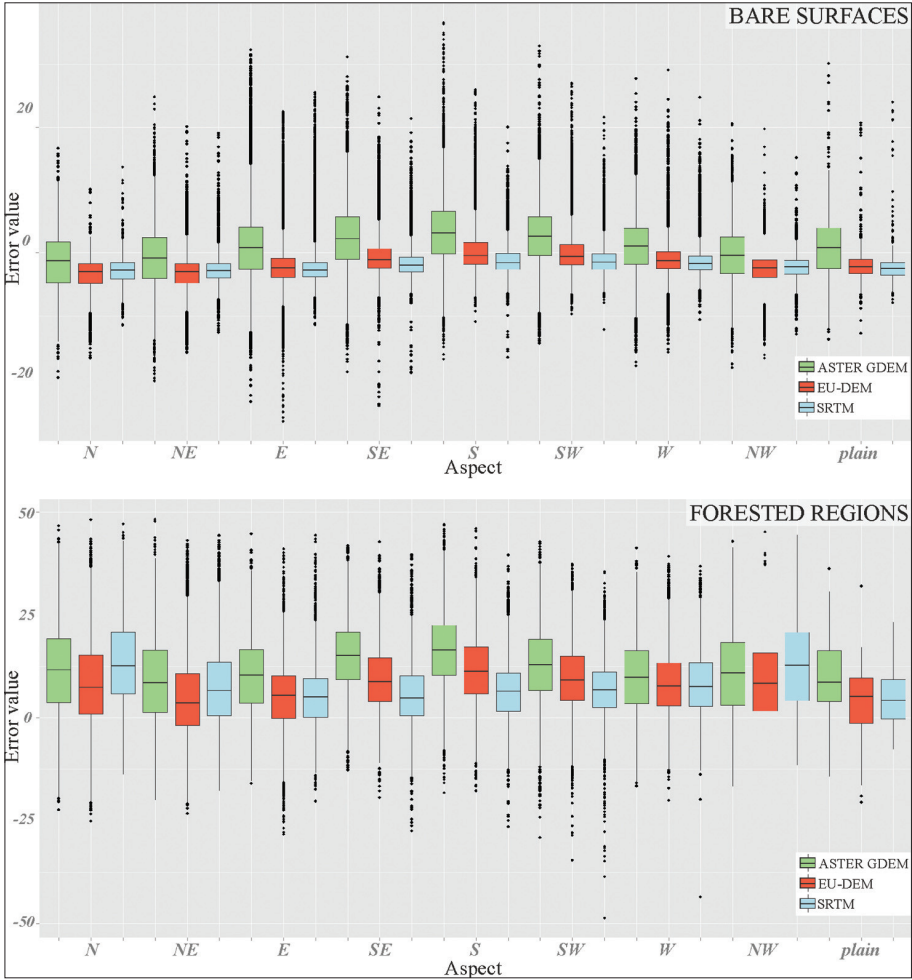 BARE SURFACES
Error value
20
0
-20
ASTER GDEM
EU-DEM
SRTM
N NE E SE S SW W NW plain
Aspect
FORESTED REGIONS
Error value
50
25
0
-25
-50
ASTER GDEM
EU-DEM
SRTM
N NE E SE S SW W NW plain
Aspect